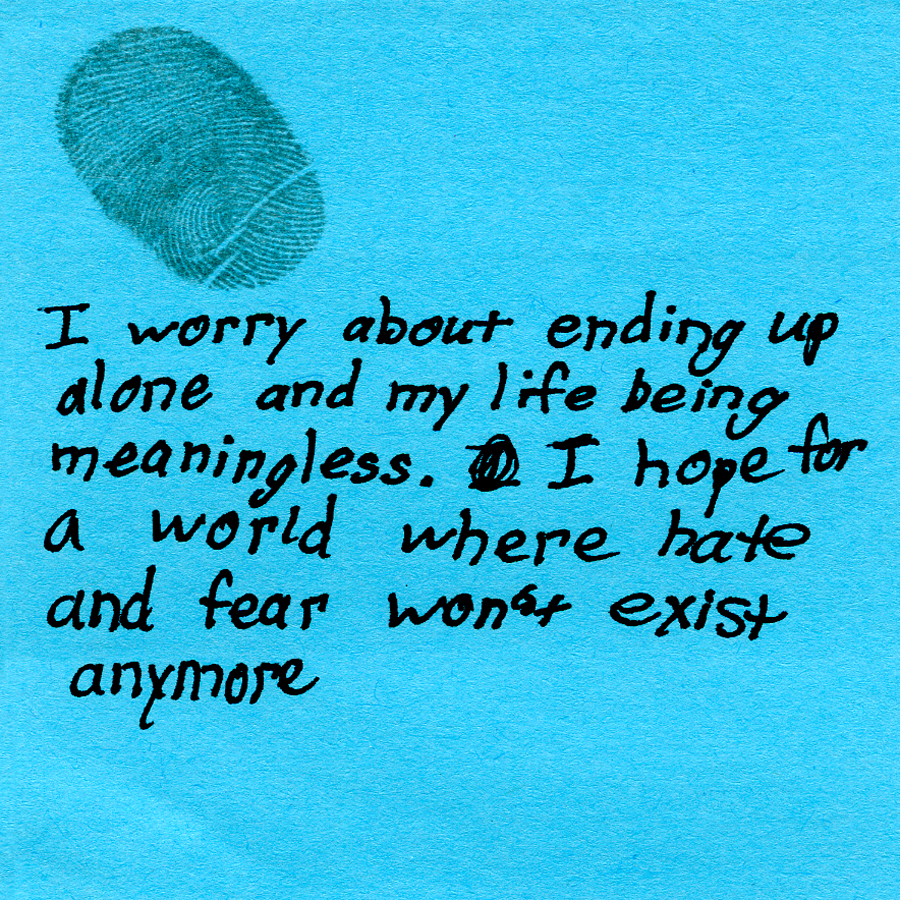 I worry about ending up
alone and my life being
meaningless. I hope for
a world where hate
and fear won't exist
anymore